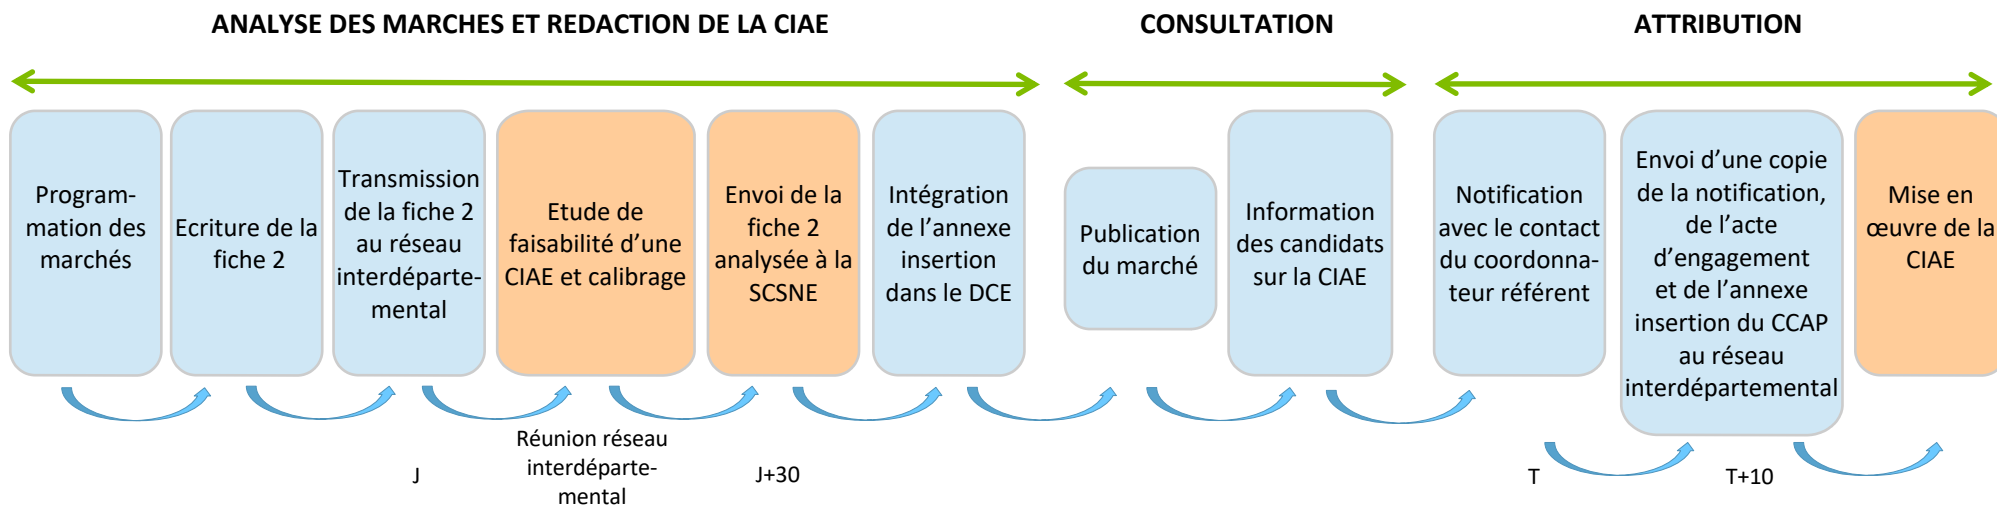 ANALYSE DES MARCHES ET REDACTION DE LA CIAE
CONSULTATION
ATTRIBUTION
Program-
mation des
marchés
Ecriture de la
fiche 2
Transmission
de la fiche 2
au réseau
interdéparte-
mental
Etude de
faisabilité d’une
CIAE et calibrage
Envoi de la
fiche 2
analysée à la
SCSNE
Intégration
de l’annexe
insertion
dans le DCE
Publication
du marché
Information
des candidats
sur la CIAE
Notification
avec le contact
du coordonna-
teur référent
Envoi d’une copie
de la notification,
de l’acte
d’engagement
et de l’annexe
insertion du CCAP
au réseau
interdépartemental
Mise en
œuvre de la
CIAE
J
Réunion réseau
interdéparte-
mental
J+30
T
T+10